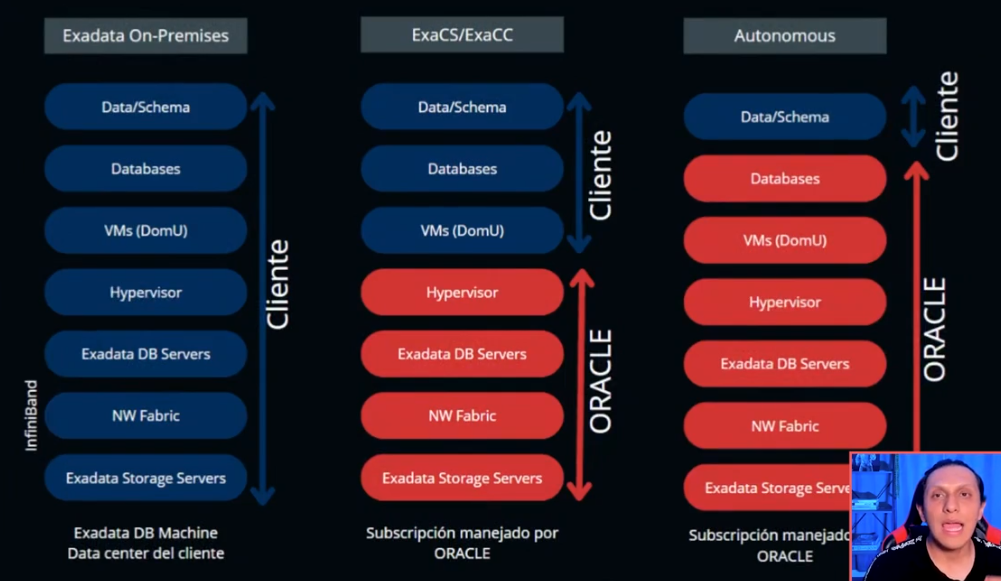 Exadata On-Premises
Data/Schema
Databases
VMs (DomU)
Hypervisor
Exadata DB Servers
NW Fabric
Exadata Storage Servers
Cliente
InfiniBand
Exadata DB Machine
Data center del cliente
ExaCS/ExaCC
Data/Schema
Databases
VMs (DomU)
Hypervisor
Exadata DB Servers
NW Fabric
Exadata Storage Servers
Cliente
ORACLE
Subscripción manejado por
ORACLE
Autonomous
Data/Schema
Databases
VMs (DomU)
Hypervisor
Exadata DB Servers
NW Fabric
Exadata Storage Serve
Cliente
ORACLE
Subscripción manejado
ORACLE